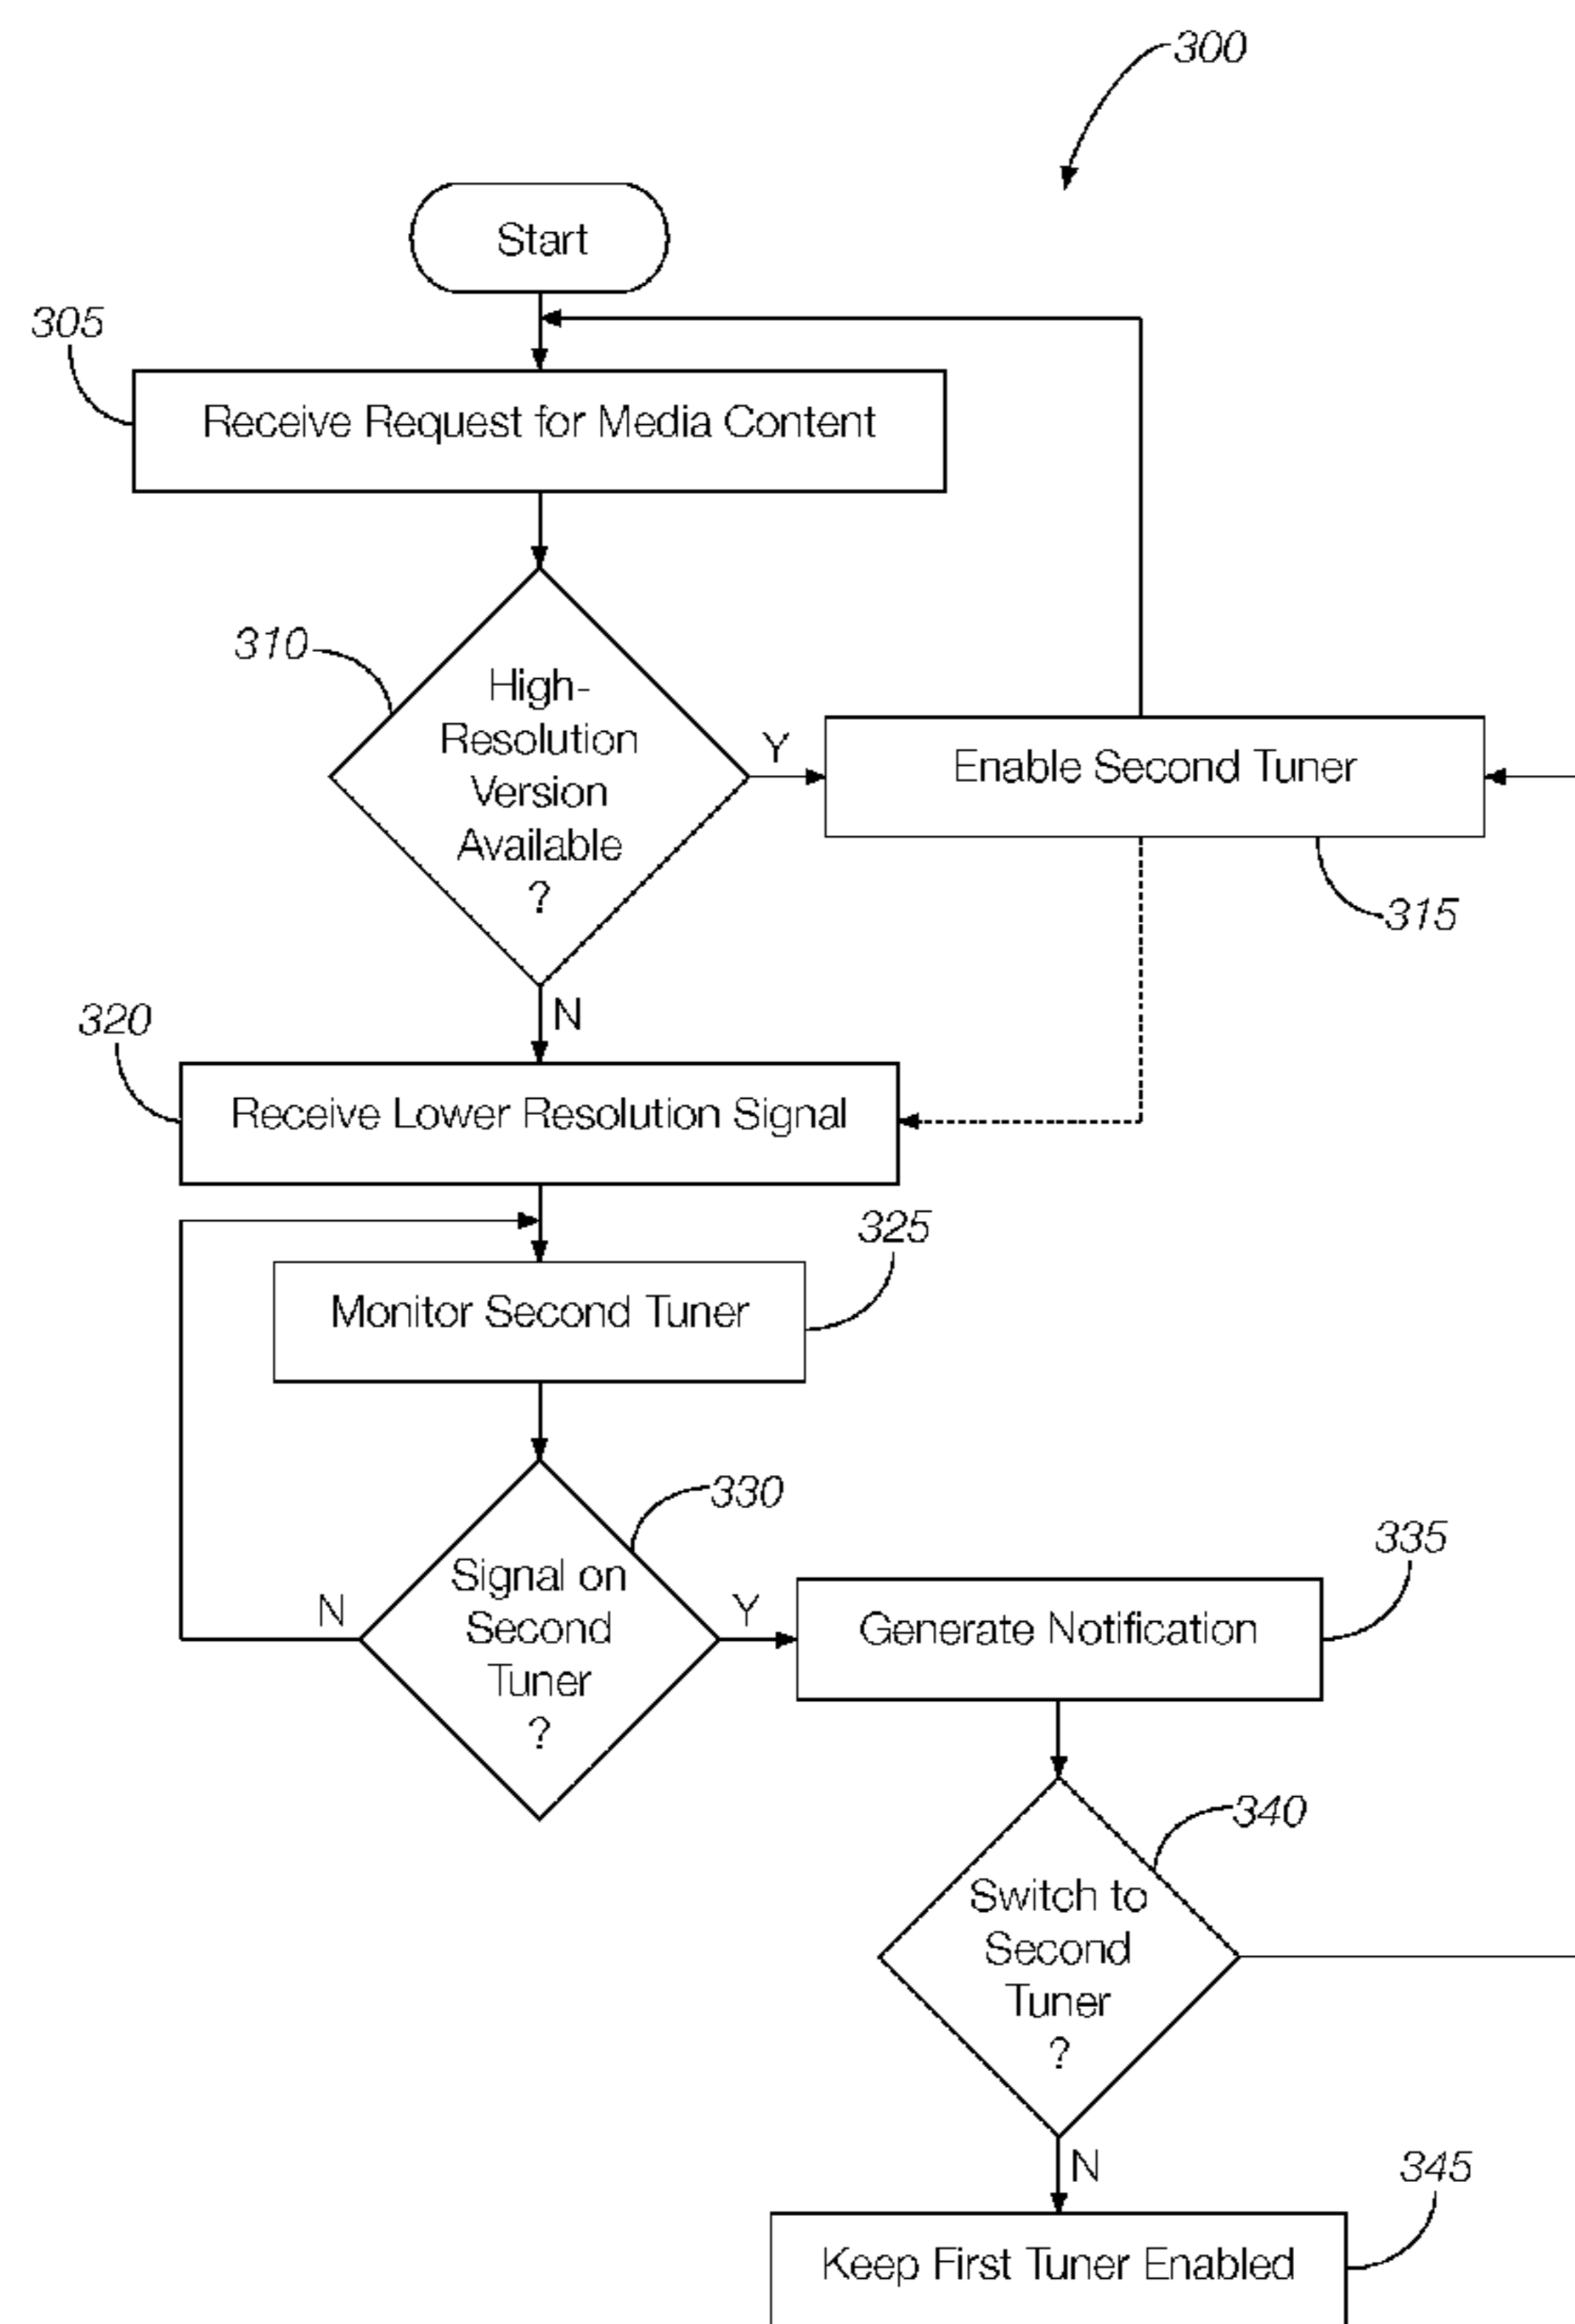 300
Start
305
Receive Request for Media Content
310
High-
Resolution
Version
Available
?
Y
Enable Second Tuner
315
N
320
Receive Lower Resolution Signal
325
Monitor Second Tuner
330
Signal on
Second
Tuner
?
N
Y
335
Generate Notification
340
Switch to
Second
Tuner
?
N
345
Keep First Tuner Enabled